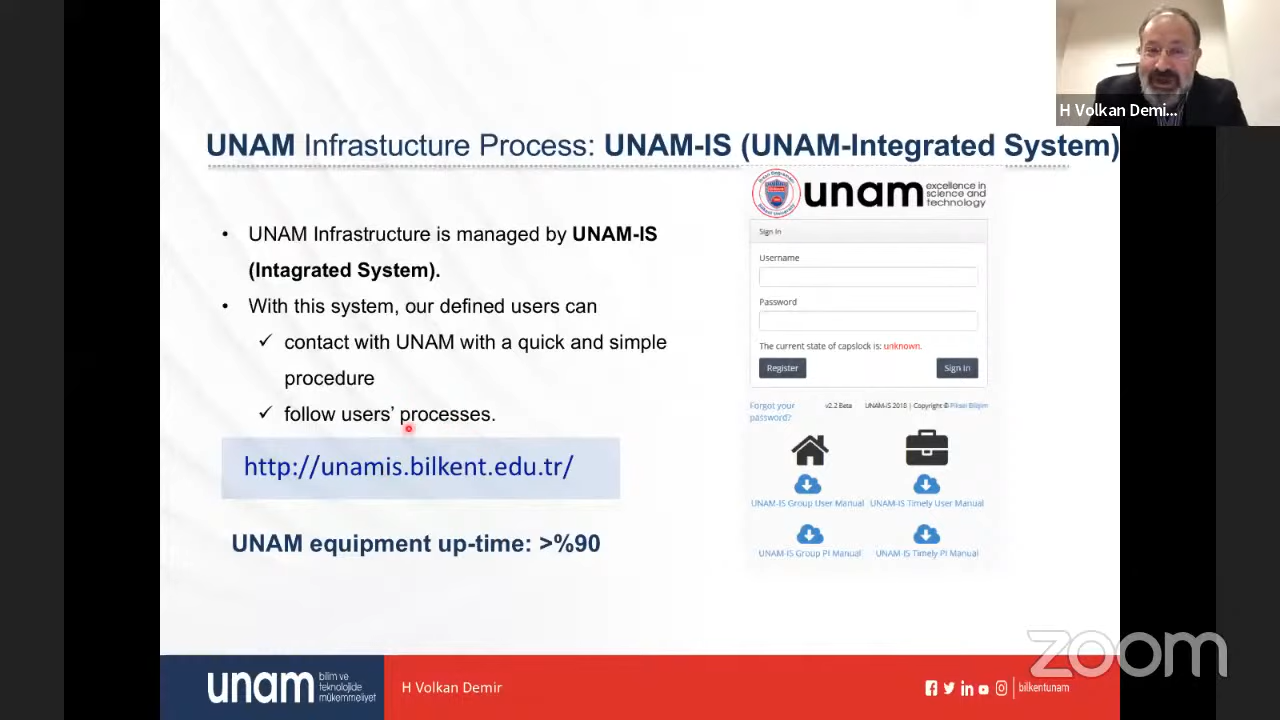 H Volkan Demi...
UNAM Infrastucture Process: UNAM-IS (UNAM-Integrated System)
• UNAM Infrastructure is managed by UNAM-IS
(Intagrated System).
• With this system, our defined users can
✓ contact with UNAM with a quick and simple
procedure
✓ follow users’ processes.
http://unamis.bilkent.edu.tr/
UNAM equipment up-time: >%90
unam excellence in
science and
technology
Sign In
Username
Password
The current state of capslock is: unknown.
Register Sign In
Forgot your
password?
v2.2 Beta UNAM-IS 2018 | Copyright © Piksel Bilişim
UNAM-IS Group User Manual UNAM-IS Timely User Manual
UNAM-IS Group PI Manual UNAM-IS Timely PI Manual
zoom
unam bilim ve
teknolojide
mükemmeliyet
H Volkan Demir
bilkentunam